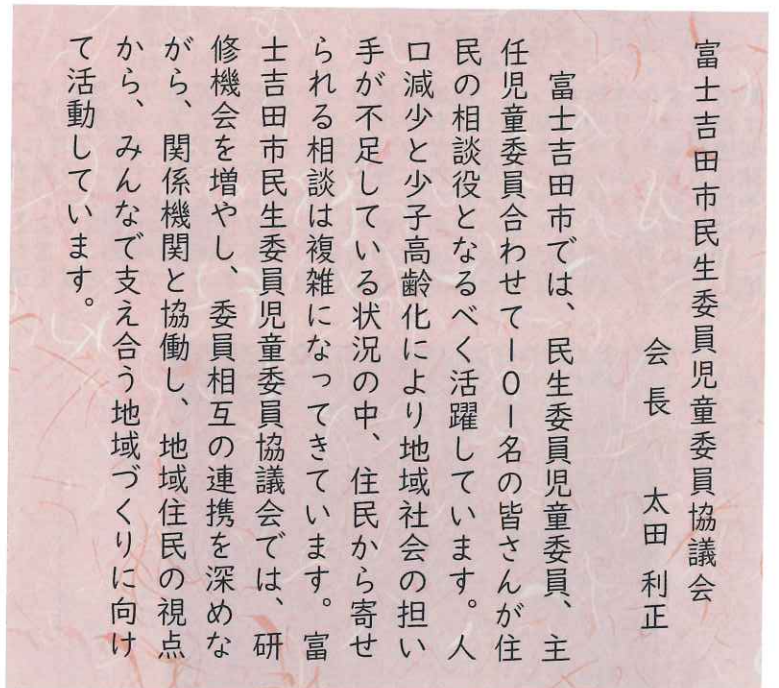 富士吉田市民生委員児童委員協議会
会長　太田 利正
　富士吉田市では、民生委員児童委員、主
任児童委員合わせて１０１名の皆さんが住
民の相談役となるべく活躍しています。人
口減少と少子高齢化により地域社会の担い
手が不足している状況の中、住民から寄せ
られる相談は複雑になってきています。富
士吉田市民生委員児童委員協議会では、研
修機会を増やし、委員相互の連携を深めな
がら、関係機関と協働し、地域住民の視点
から、みんなで支え合う地域づくりに向け
て活動しています。